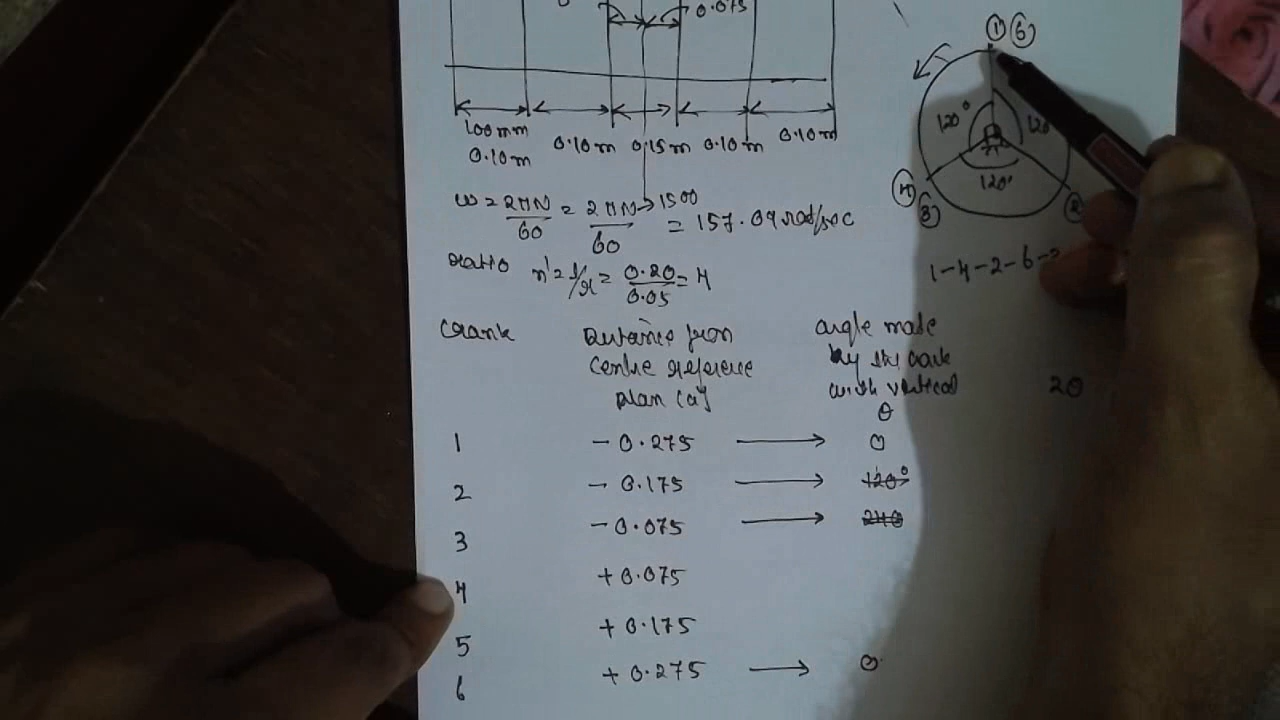 0.075
1 6
100mm
0.10m
0.10m 0.15m 0.10m 0.10m
120° 120
120°
4
3
2
ω = 2πN/60 = 2πN/60 → 1500 = 157.09 rad/sec
ratio n' = l/r = 0.20/0.05 = 4
1-4-2-6-3
Crank
Distance from
centre reference
plan (a)
angle made
by the crank
with vertical
θ
2θ
1 -0.275 → 0
2 -0.175 → 120°
3 -0.075 → 240
4 +0.075
5 +0.175
6 +0.275 → 0